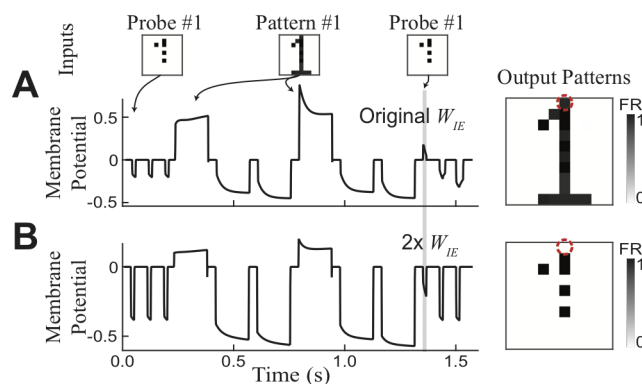 Probe #1 Pattern #1 Probe #1
Inputs
Output Patterns
A
Membrane
Potential
0.5
0
-0.5
Original W_IE
FR
1
0
B
Membrane
Potential
0
-0.5
2x W_IE
FR
1
0
0.0 0.5 1.0 1.5
Time (s)